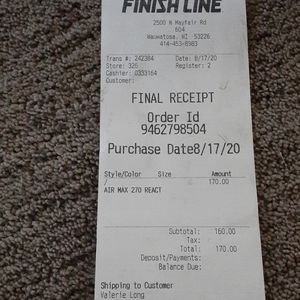 FINISH LINE
2500 N Mayfair Rd
604
Wauwatosa, WI 53226
414-453-8983
Trans #: 242384 Date: 8/17/20
Store: 326 Register: 2
Cashier: 0333164
Customer:
FINAL RECEIPT
Order Id
9462798504
Purchase Date8/17/20
Style/Color Size Amount
170.00
AIR MAX 270 REACT
Subtotal: 160.00
Tax:
Total: 170.00
Deposit/Payments:
Balance Due:
Shipping to Customer
Valerie Long